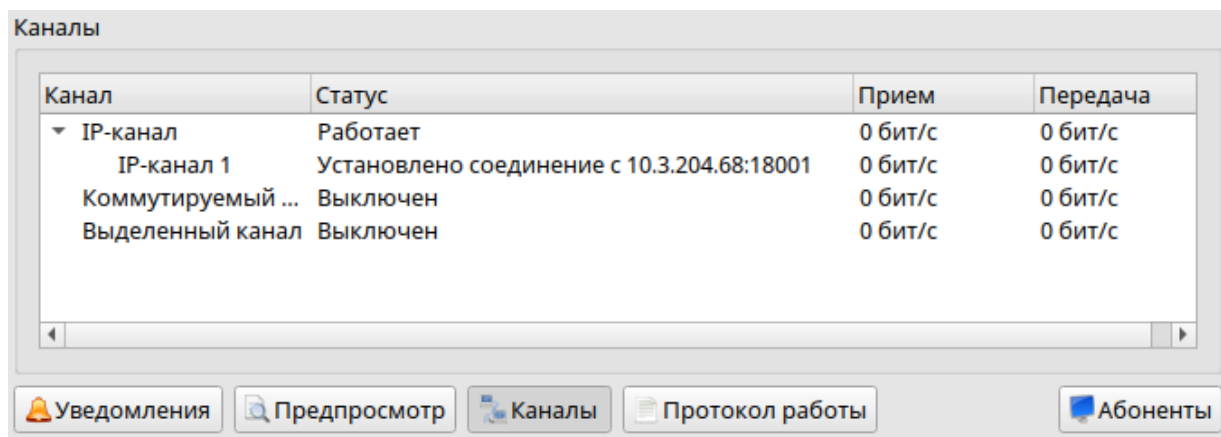 Каналы
Канал Статус Прием Передача
IP-канал Работает 0 бит/с 0 бит/с
IP-канал 1 Установлено соединение с 10.3.204.68:18001 0 бит/с 0 бит/с
Коммутируемый ... Выключен 0 бит/с 0 бит/с
Выделенный канал Выключен 0 бит/с 0 бит/с
Уведомления Предпросмотр Каналы Протокол работы Абоненты